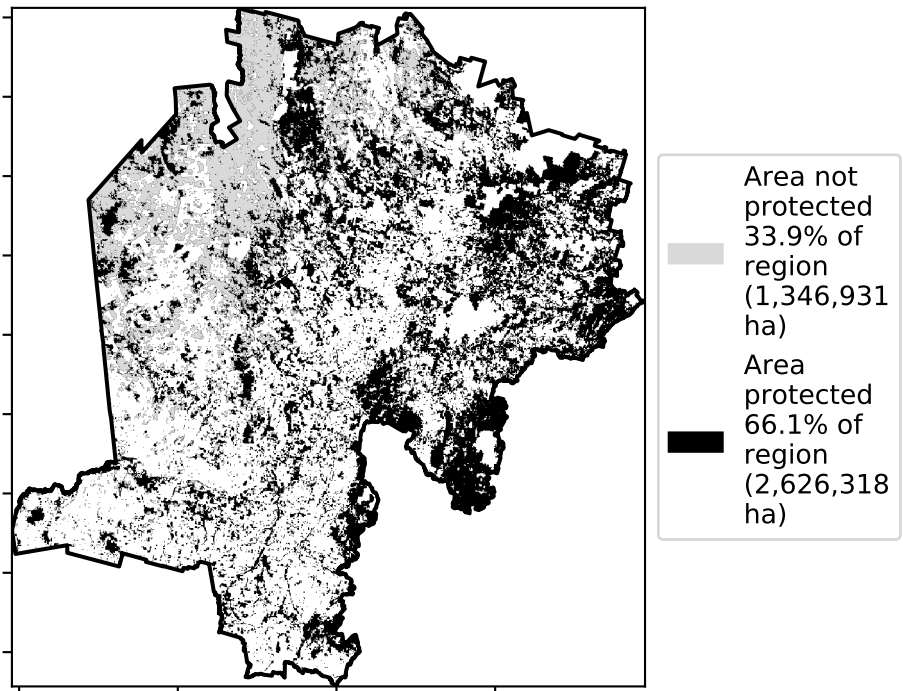 Area not
protected
33.9% of
region
(1,346,931
ha)
Area
protected
66.1% of
region
(2,626,318
ha)